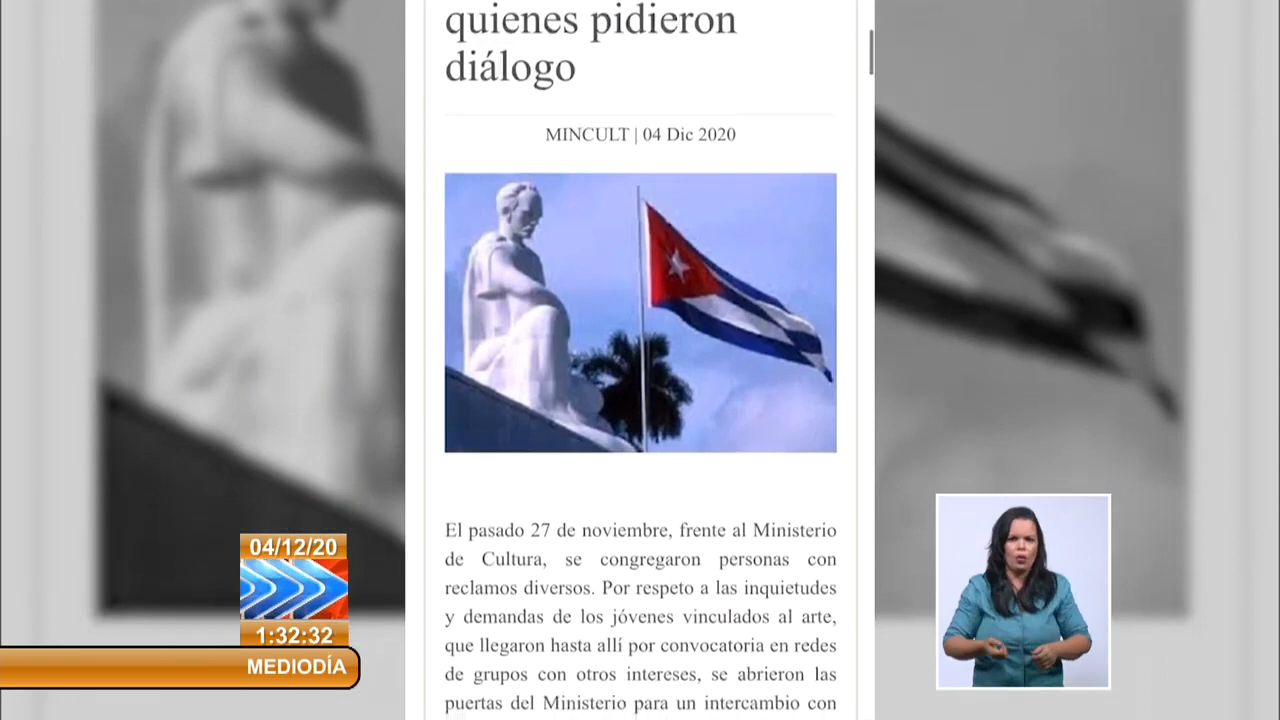 quienes pidieron
diálogo
MINCULT | 04 Dic 2020
El pasado 27 de noviembre, frente al Ministerio
de Cultura, se congregaron personas con
reclamos diversos. Por respeto a las inquietudes
y demandas de los jóvenes vinculados al arte,
que llegaron hasta allí por convocatoria en redes
de grupos con otros intereses, se abrieron las
puertas del Ministerio para un intercambio con
04/12/20
1:32:32
MEDIODÍA